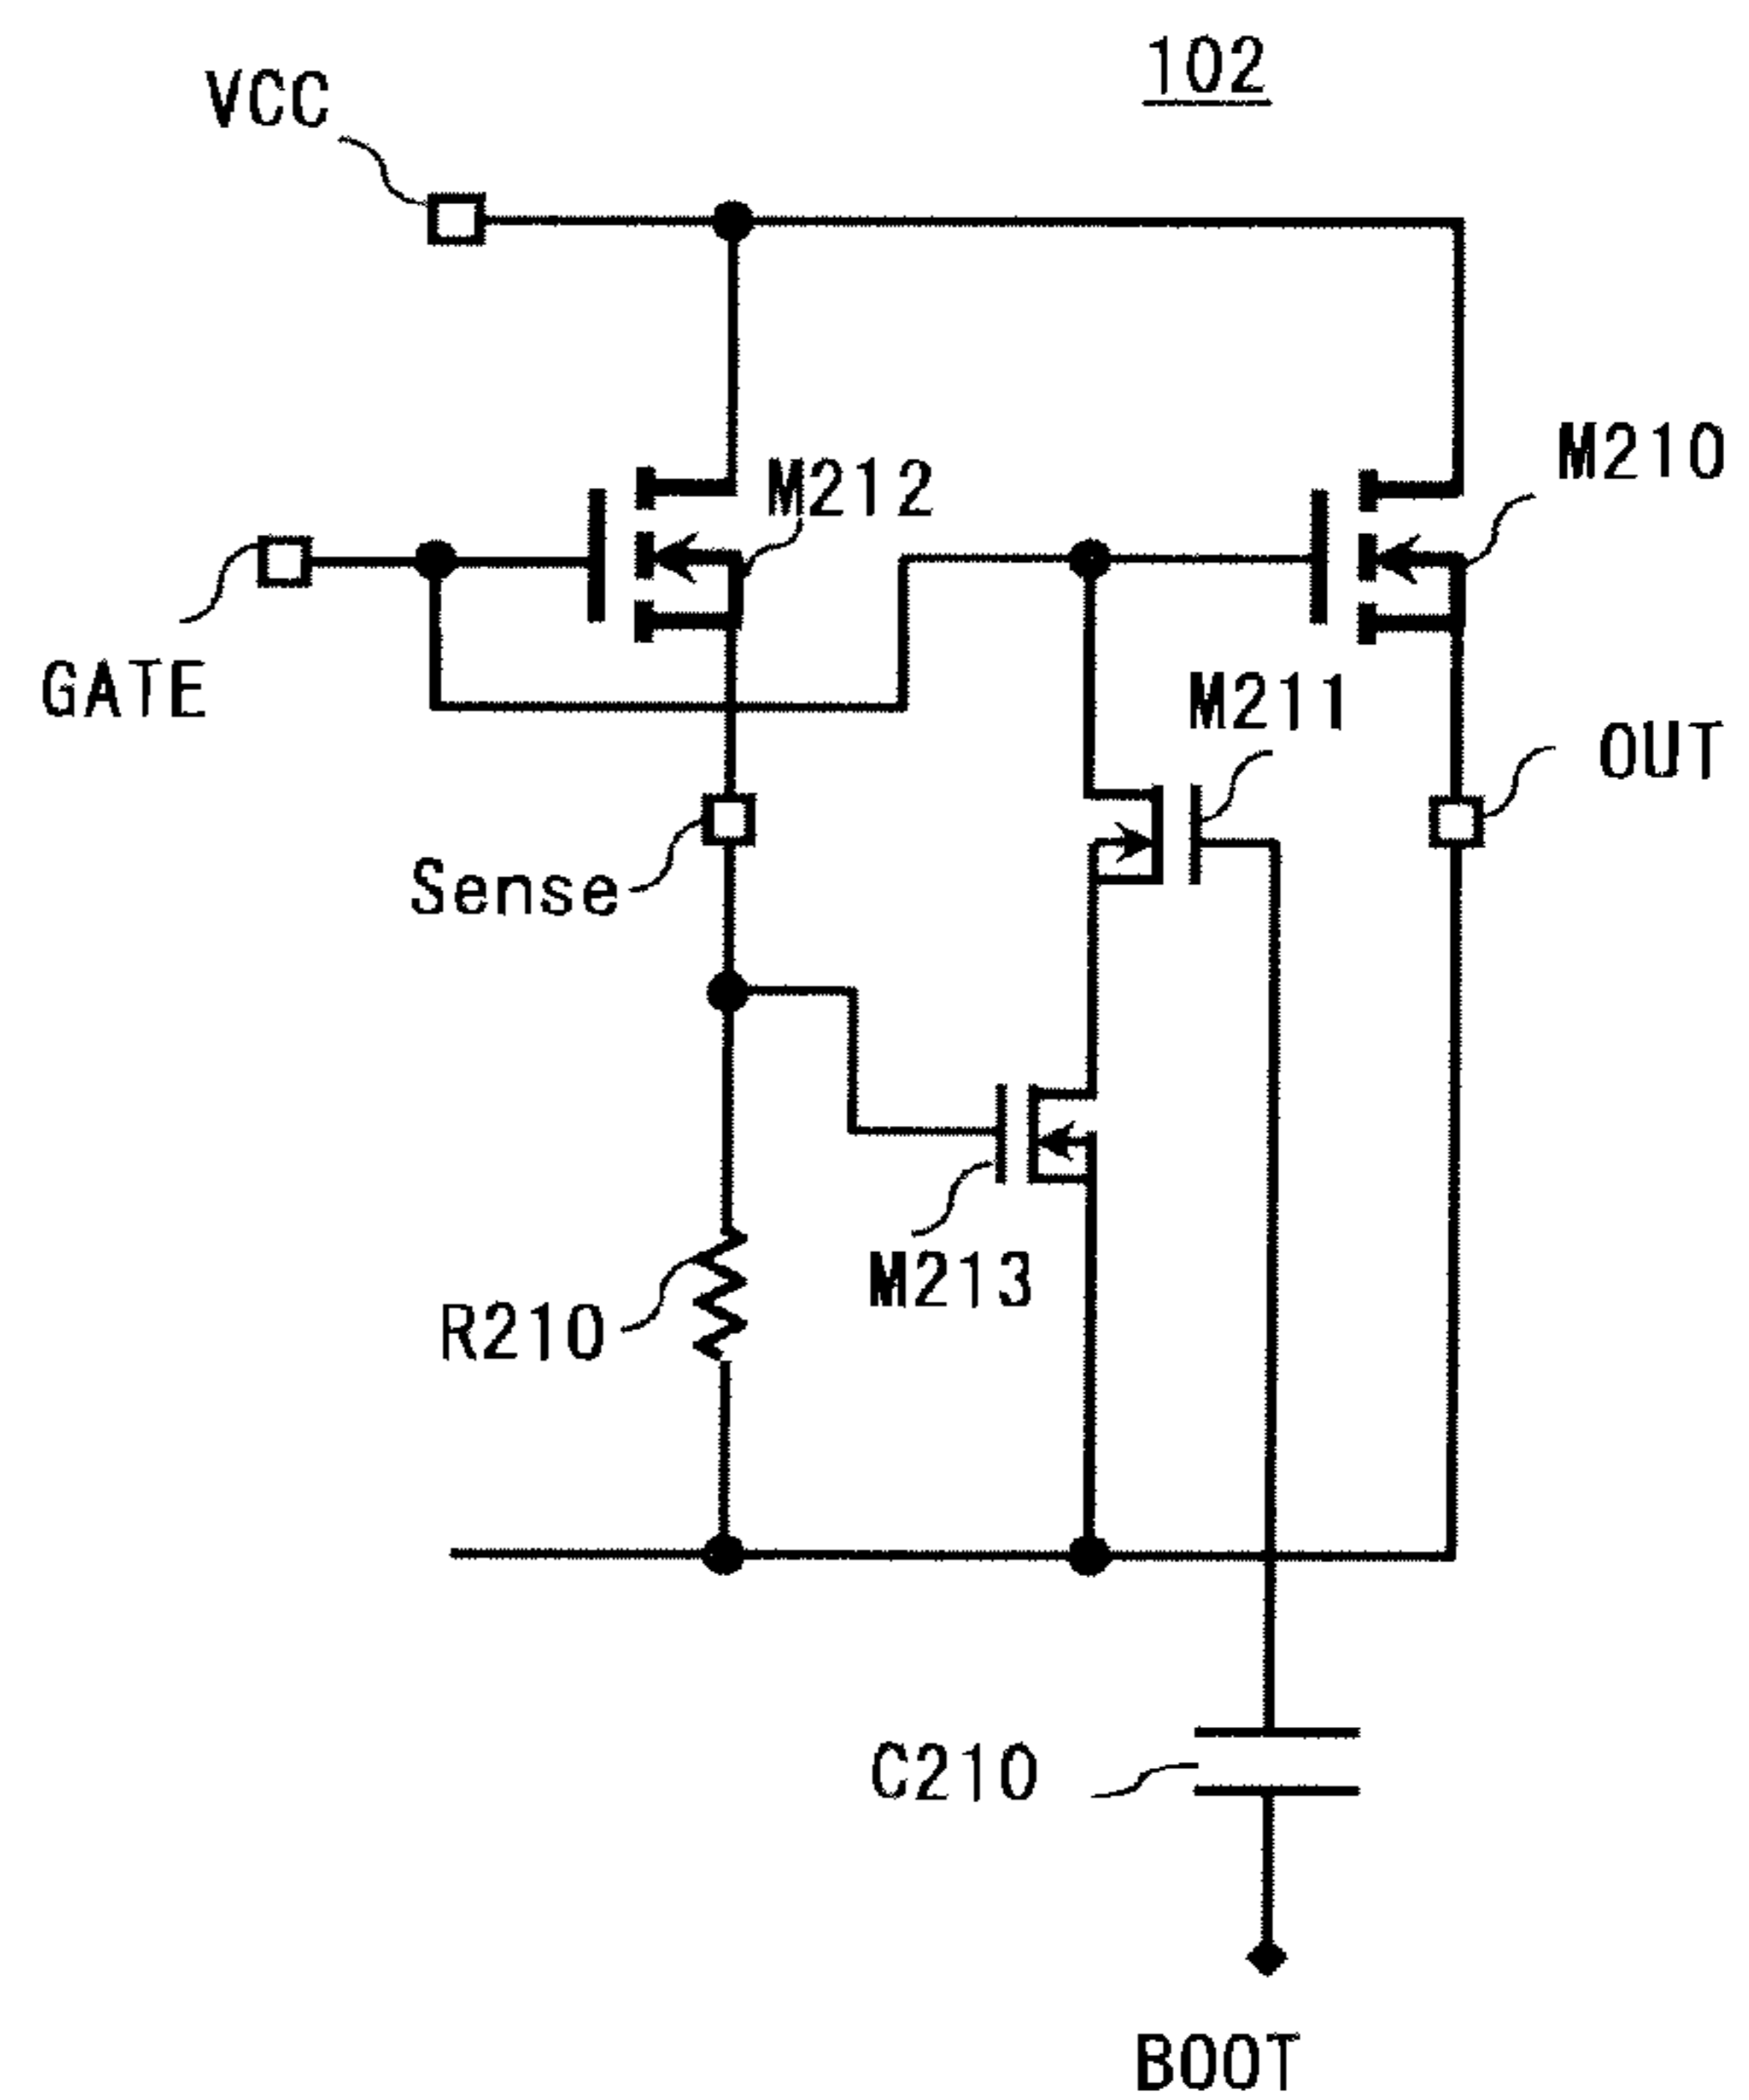 102
VCC
M210
M212
GATE
M211
OUT
Sense
M213
R210
C210
BOOT